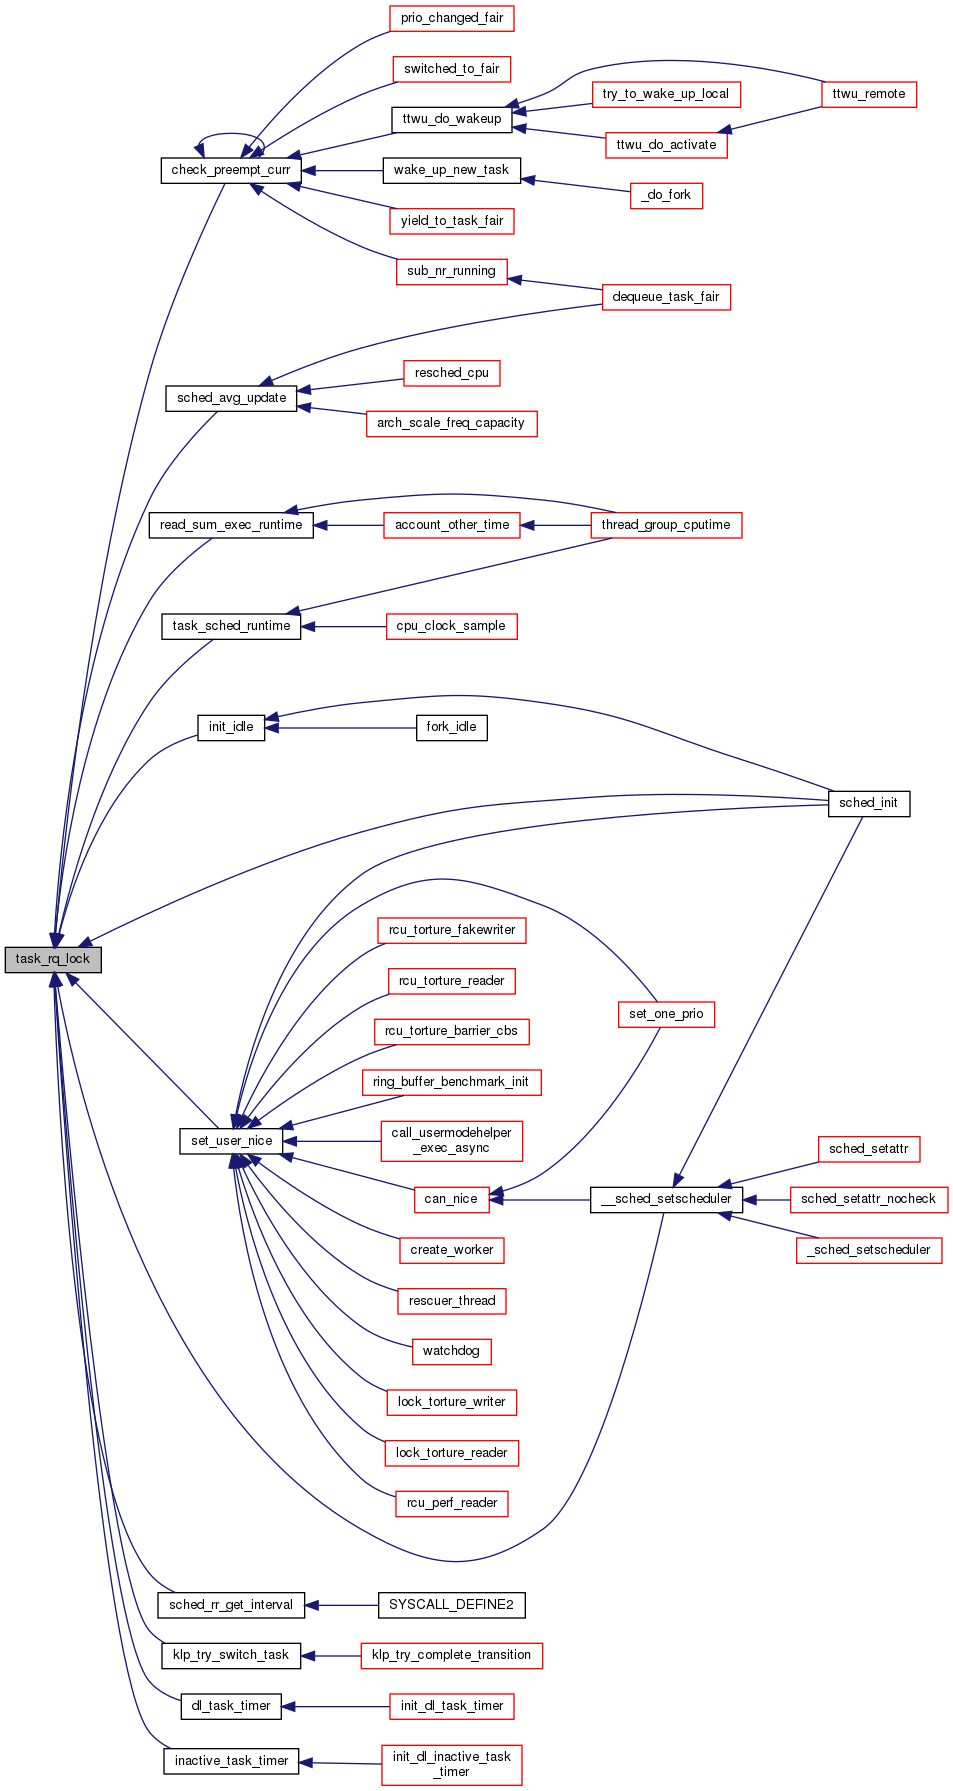 prio_changed_fair
switched_to_fair
ttwu_do_wakeup
try_to_wake_up_local
ttwu_remote
ttwu_do_activate
check_preempt_curr
wake_up_new_task
_do_fork
yield_to_task_fair
sub_nr_running
dequeue_task_fair
resched_cpu
sched_avg_update
arch_scale_freq_capacity
read_sum_exec_runtime
account_other_time
thread_group_cputime
task_sched_runtime
cpu_clock_sample
init_idle
fork_idle
sched_init
rcu_torture_fakewriter
task_rq_lock
rcu_torture_reader
set_one_prio
rcu_torture_barrier_cbs
ring_buffer_benchmark_init
set_user_nice
call_usermodehelper
_exec_async
sched_setattr
can_nice
__sched_setscheduler
sched_setattr_nocheck
create_worker
_sched_setscheduler
rescuer_thread
watchdog
lock_torture_writer
lock_torture_reader
rcu_perf_reader
sched_rr_get_interval
SYSCALL_DEFINE2
klp_try_switch_task
klp_try_complete_transition
dl_task_timer
init_dl_task_timer
inactive_task_timer
init_dl_inactive_task
_timer